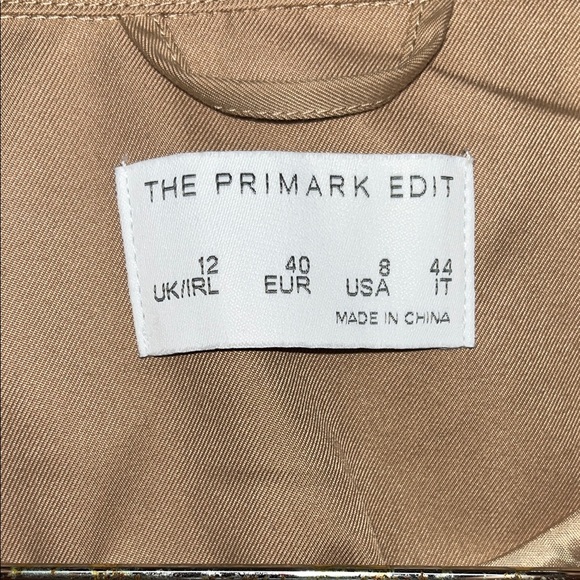 THE PRIMARK EDIT
12 40 8 44
UK/IRL EUR USA IT
MADE IN CHINA